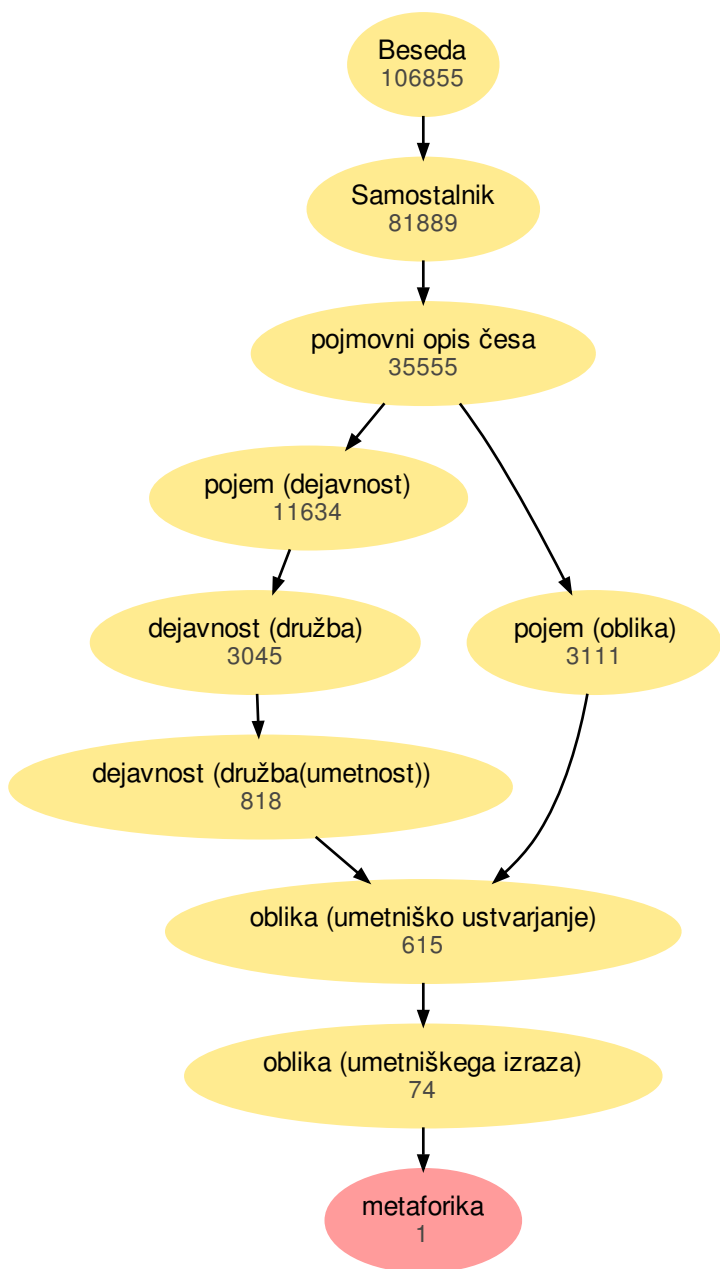 Beseda
106855
Samostalnik
81889
pojmovni opis česa
35555
pojem (dejavnost)
11634
dejavnost (družba)
3045
pojem (oblika)
3111
dejavnost (družba(umetnost))
818
oblika (umetniško ustvarjanje)
615
oblika (umetniškega izraza)
74
metaforika
1